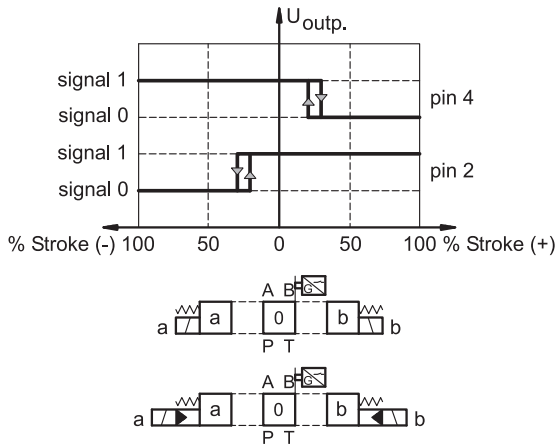 U outp.
signal 1
signal 0
pin 4
signal 1
signal 0
pin 2
% Stroke (-) 100 50 0 50 100 % Stroke (+)
A B G
a a 0 b b
P T
A B G
a a 0 b b
P T